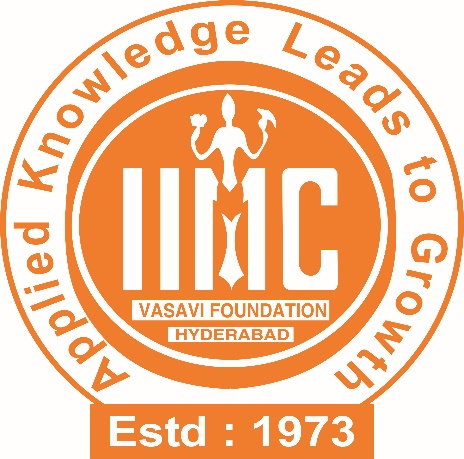 Applied Knowledge Leads to Growth
IIMC
VASAVI FOUNDATION
HYDERABAD
Estd : 1973